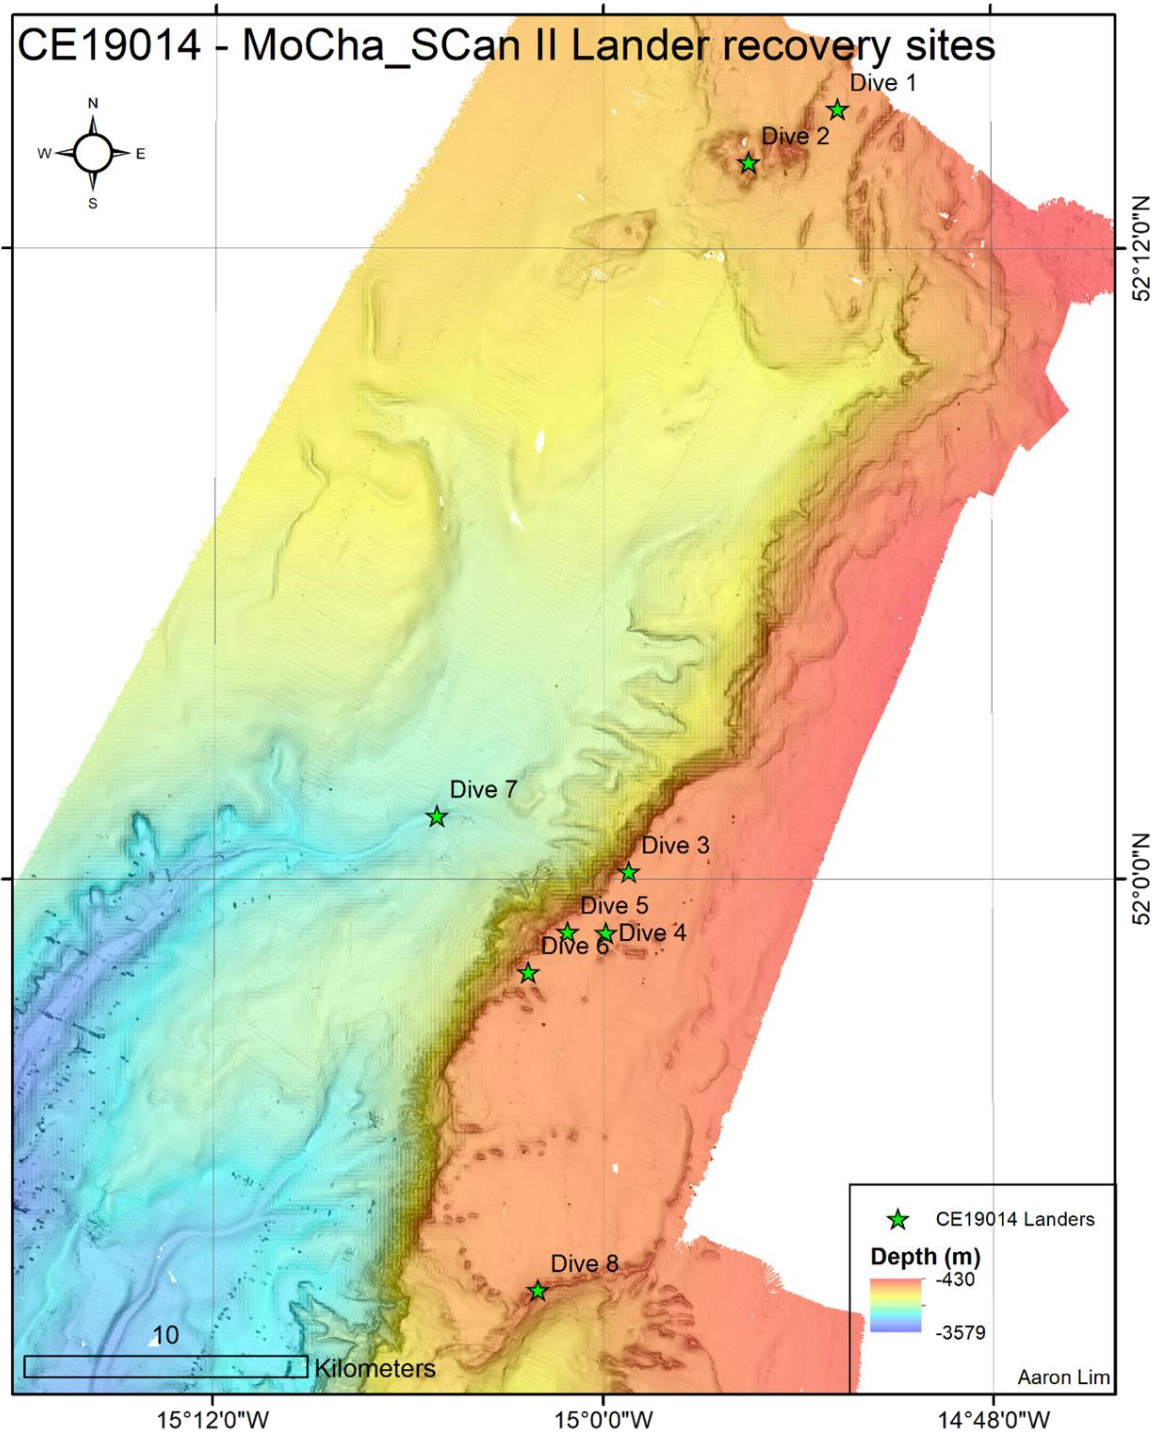 CE19014 - MoCha_SCan II Lander recovery sites
N
W
E
S
Dive 1
Dive 2
52°12'0"N
Dive 7
Dive 3
52°0'0"N
Dive 5
Dive 4
Dive 6
Dive 8
CE19014 Landers
Depth (m)
-430
-3579
10
Kilometers
Aaron Lim
15°12'0"W
15°0'0"W
14°48'0"W